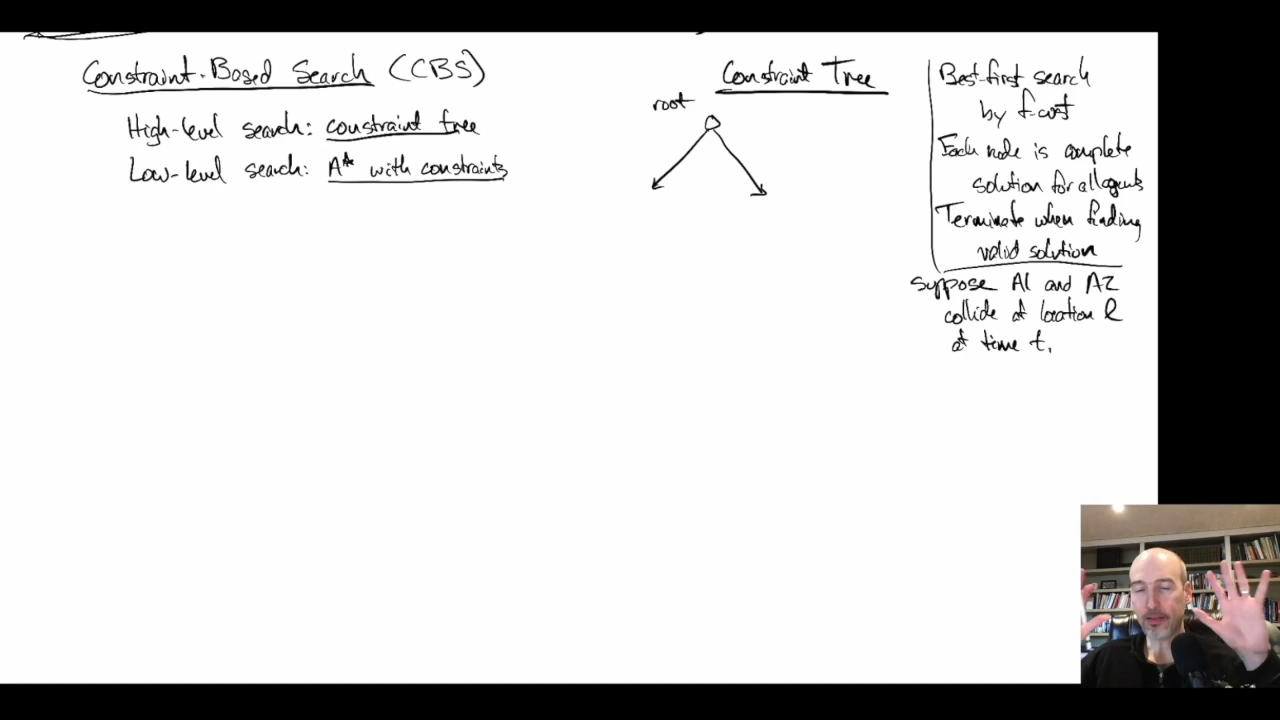 Constraint-Based Search (CBS)
High-level search: constraint tree
Low-level search: A* with constraints
Constraint Tree
root
Best-first search
by f-cost
Each node is complete
solution for all agents
Terminate when finding
valid solution
suppose A1 and A2
collide at location l
at time t.